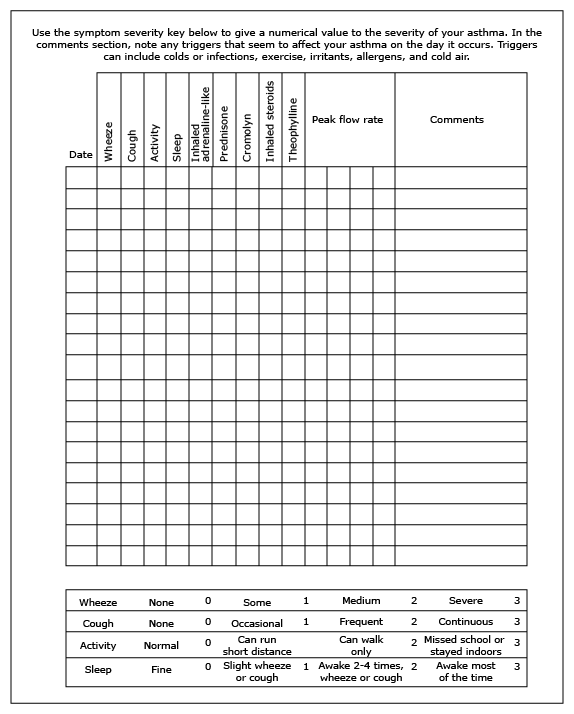 Use the symptom severity key below to give a numerical value to the severity of your asthma. In the
comments section, note any triggers that seem to affect your asthma on the day it occurs. Triggers
can include colds or infections, exercise, irritants, allergens, and cold air.
Date
Wheeze
Cough
Activity
Sleep
Inhaled
adrenaline-like
Prednisone
Cromolyn
Inhaled steroids
Theophylline
Peak flow rate
Comments
Wheeze None 0 Some 1 Medium 2 Severe 3
Cough None 0 Occasional 1 Frequent 2 Continuous 3
Activity Normal 0 Can run
short distance
Can walk
only
2 Missed school or
stayed indoors
3
Sleep Fine 0 Slight wheeze
or cough
1 Awake 2-4 times,
wheeze or cough
2 Awake most
of the time
3